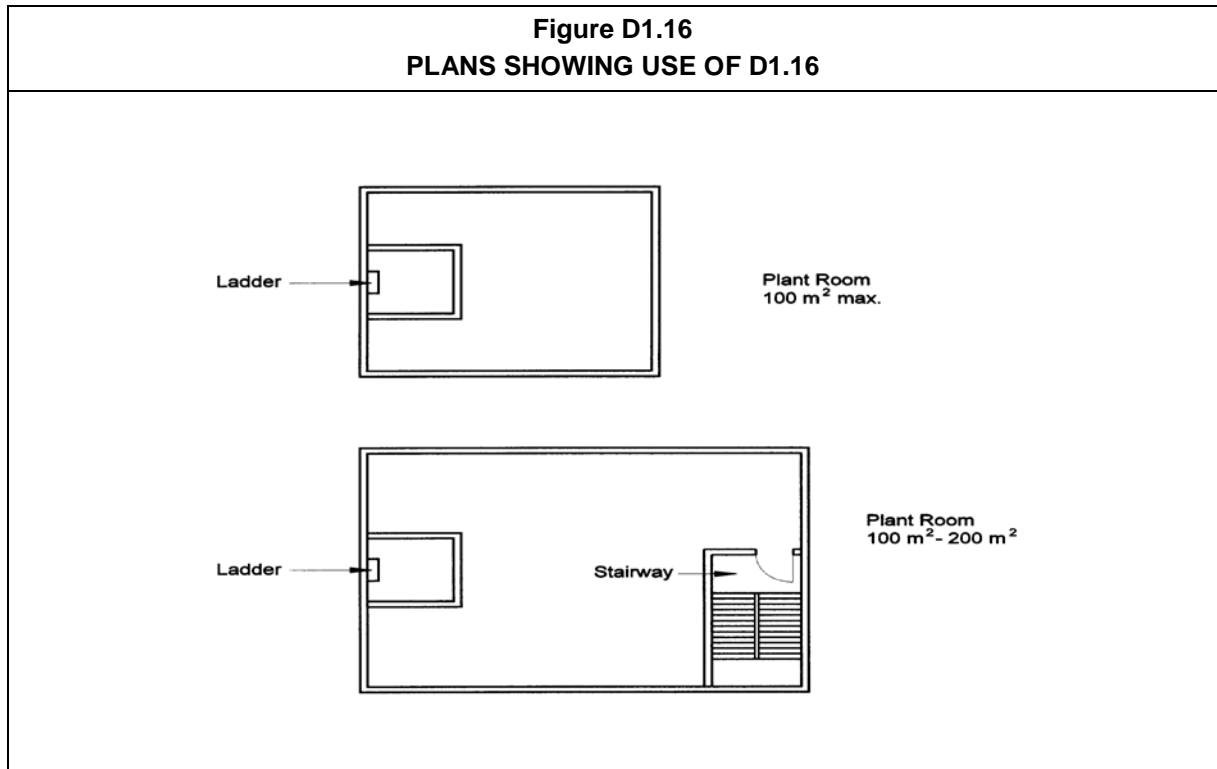 Figure D1.16
PLANS SHOWING USE OF D1.16
Ladder
Plant Room
100 m² max.
Plant Room
100 m²- 200 m²
Ladder
Stairway